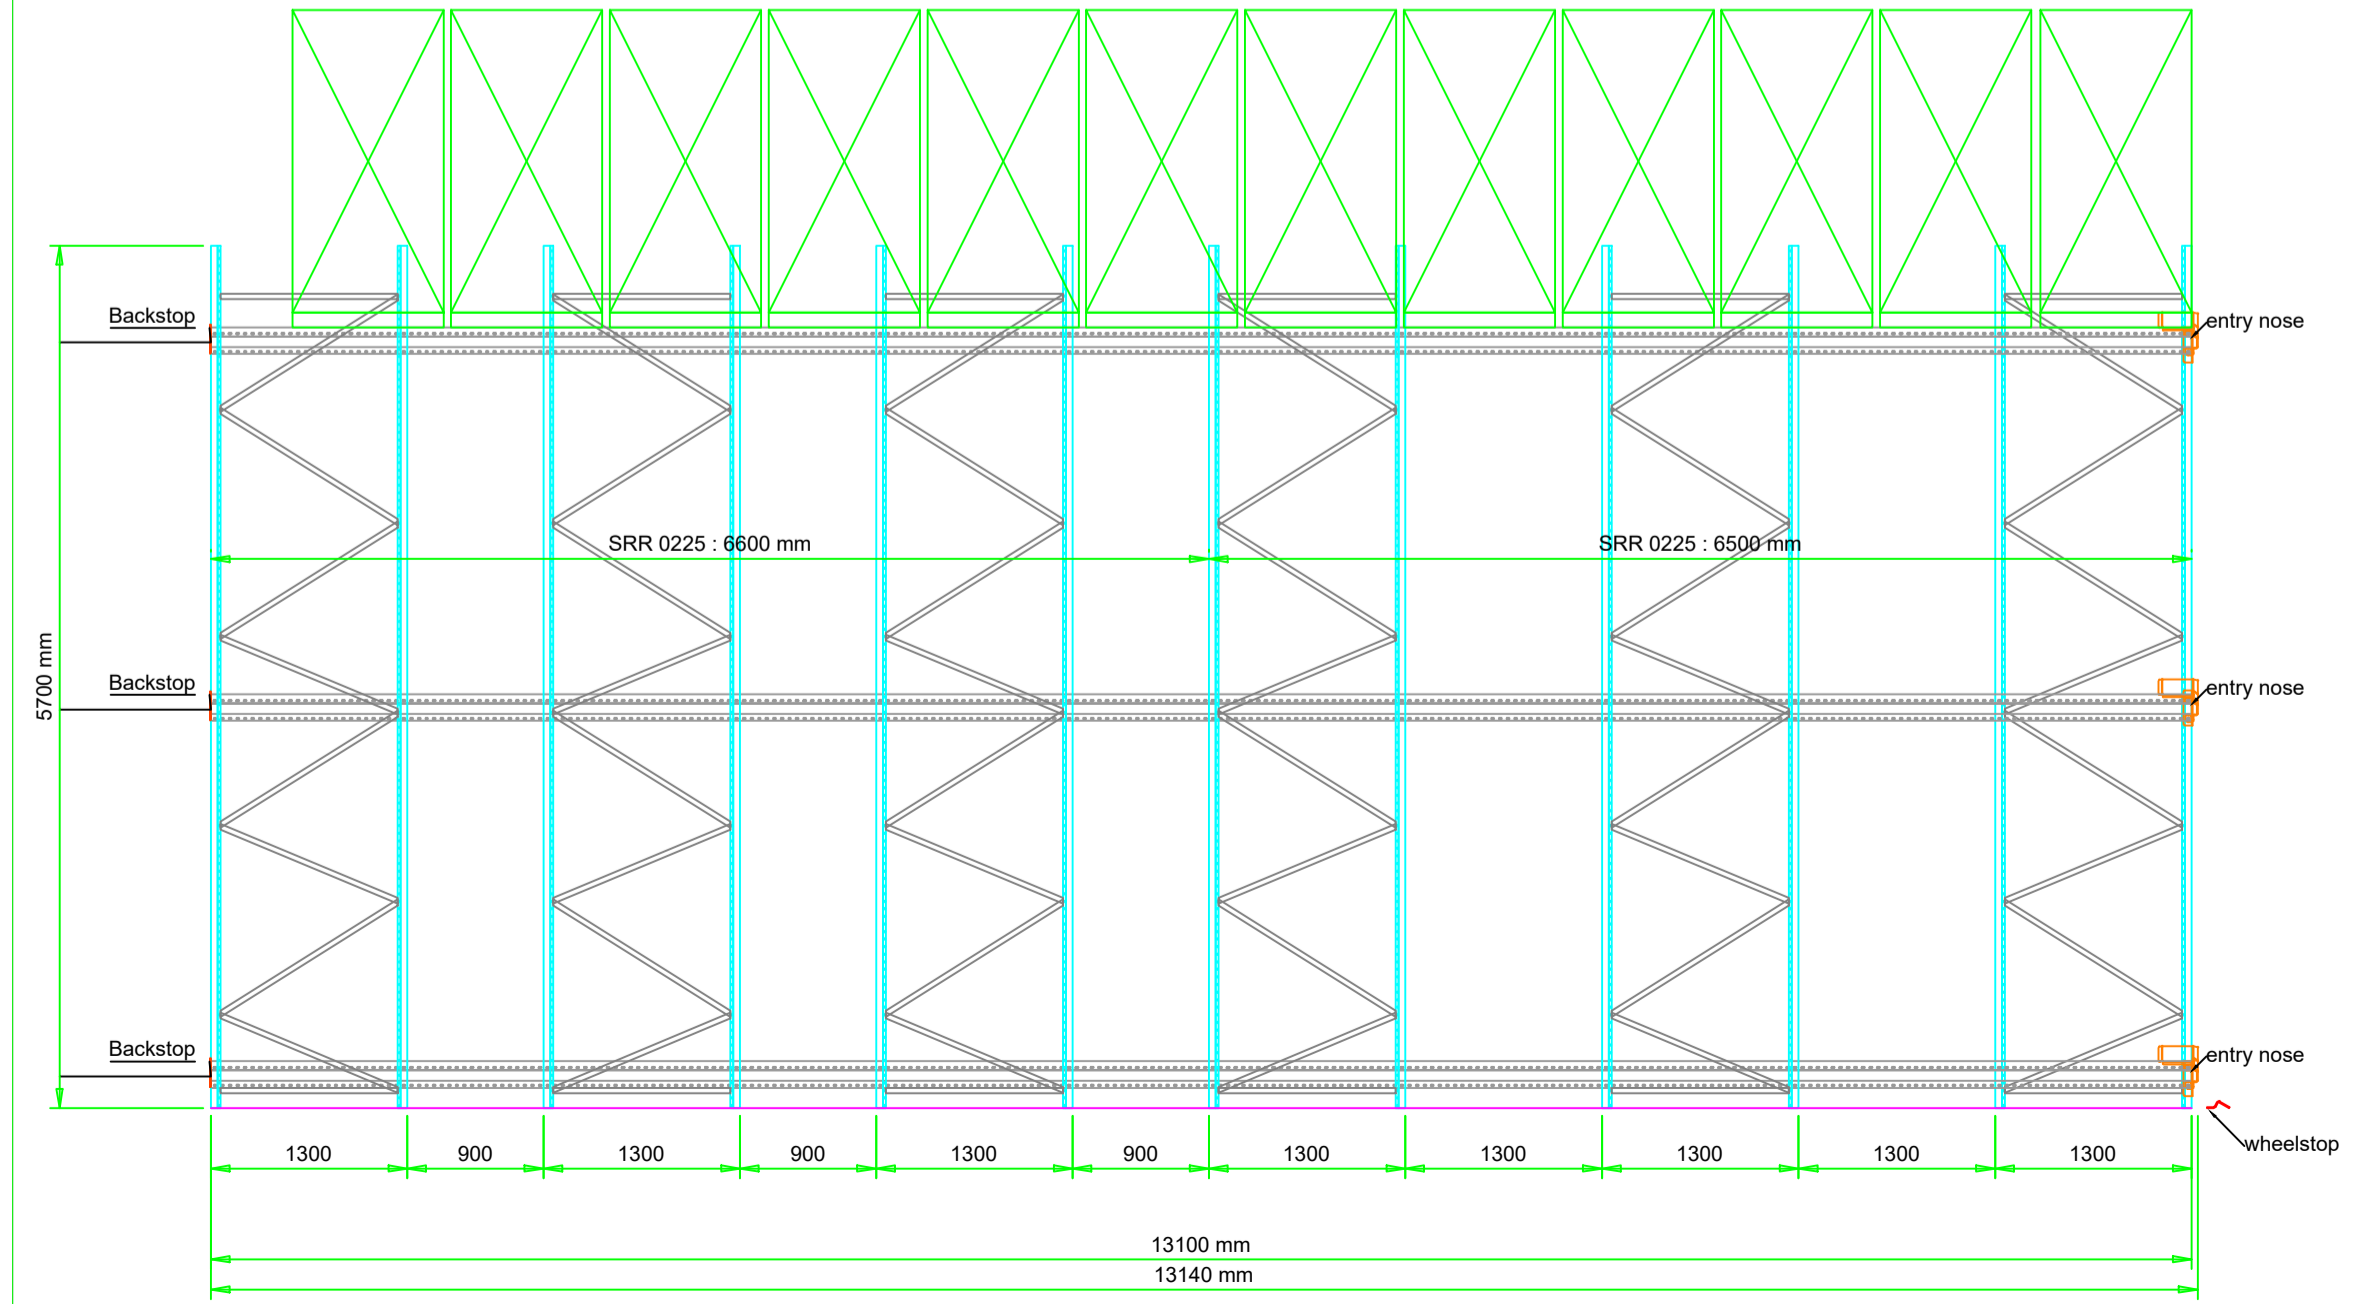 Backstop
entry nose
SRR 0225 : 6600 mm
SRR 0225 : 6500 mm
5700 mm
Backstop
entry nose
Backstop
entry nose
wheelstop
1300
900
1300
900
1300
900
1300
1300
1300
1300
1300
13100 mm
13140 mm